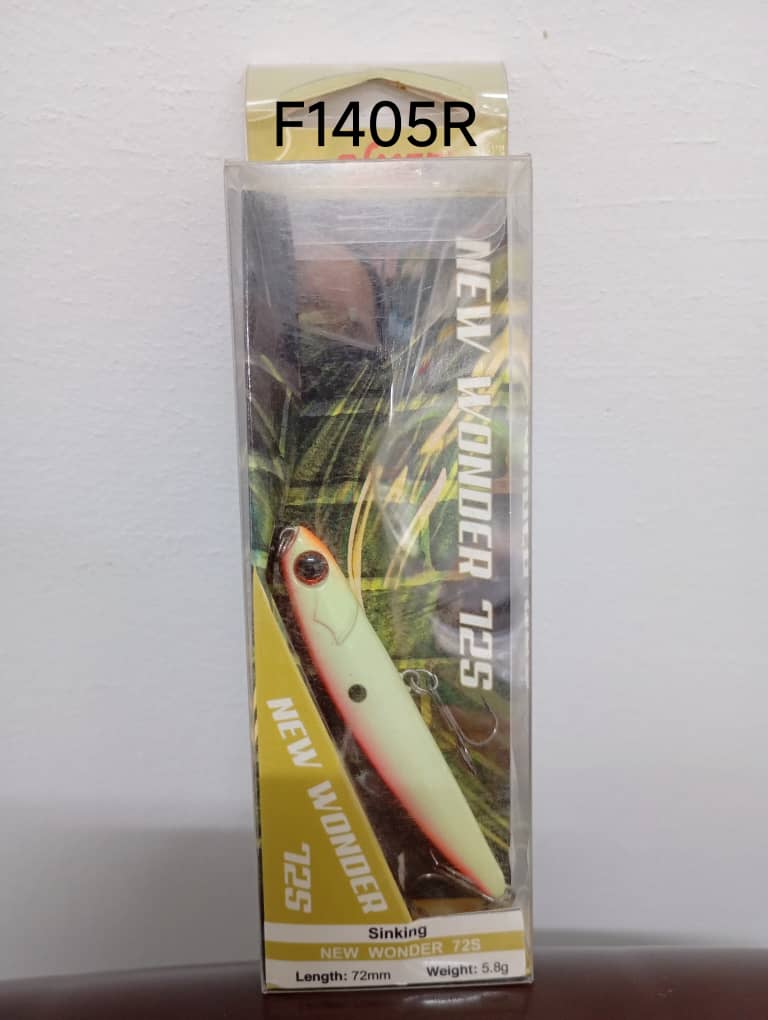 F1405R
NEW WONDER 72S
NEW WONDER
72S
Sinking
NEW WONDER 72S
Length: 72mm Weight: 5.8g